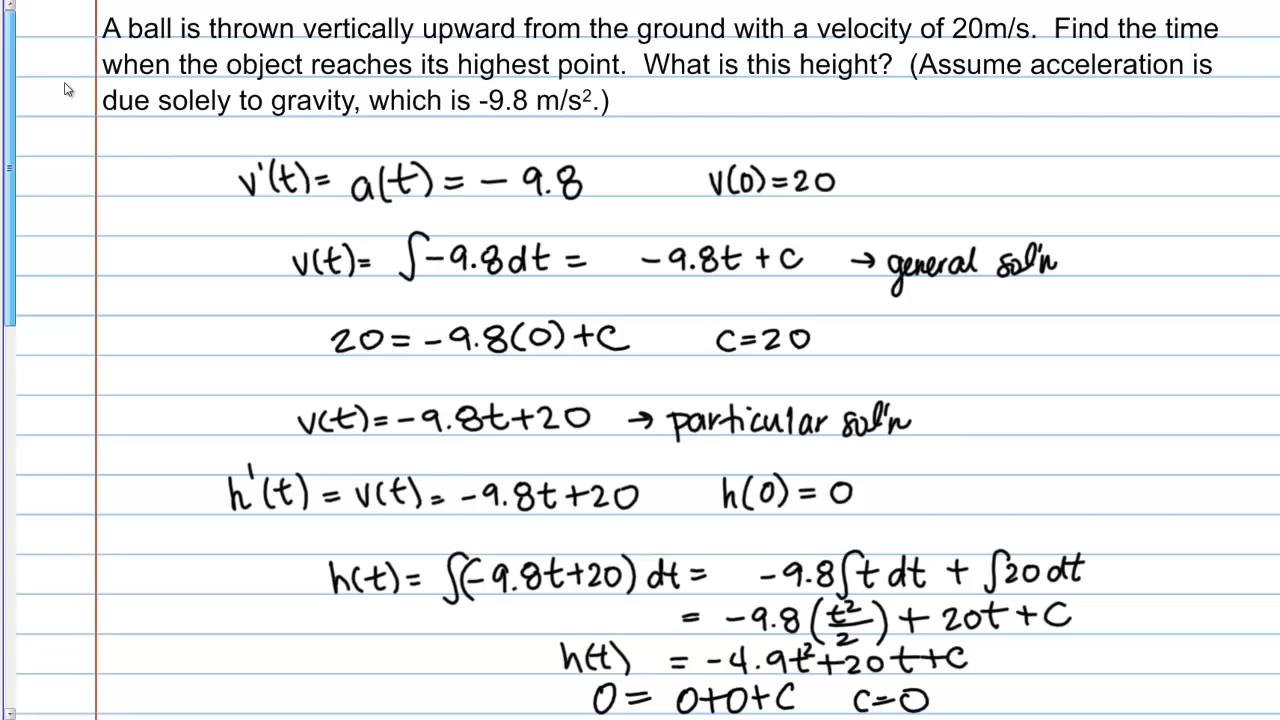 A ball is thrown vertically upward from the ground with a velocity of 20m/s. Find the time
when the object reaches its highest point. What is this height? (Assume acceleration is
due solely to gravity, which is -9.8 m/s².)
v'(t) = a(t) = -9.8 v(0) = 20
v(t) = ∫-9.8dt = -9.8t + c → general sol'n
20 = -9.8(0) + C c = 20
v(t) = -9.8t + 20 → particular sol'n
h'(t) = v(t) = -9.8t + 20 h(0) = 0
h(t) = ∫(-9.8t + 20) dt = -9.8∫t dt + ∫20 dt
= -9.8(t²/2) + 20t + C
h(t) = -4.9t² + 20t + C
0 = 0 + 0 + C c = 0